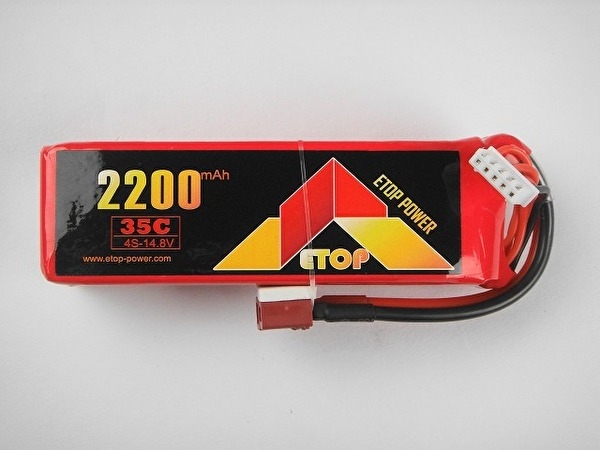 2200mAh
35C
4S-14.8V
www.etop-power.com
ETOP POWER
ETOP